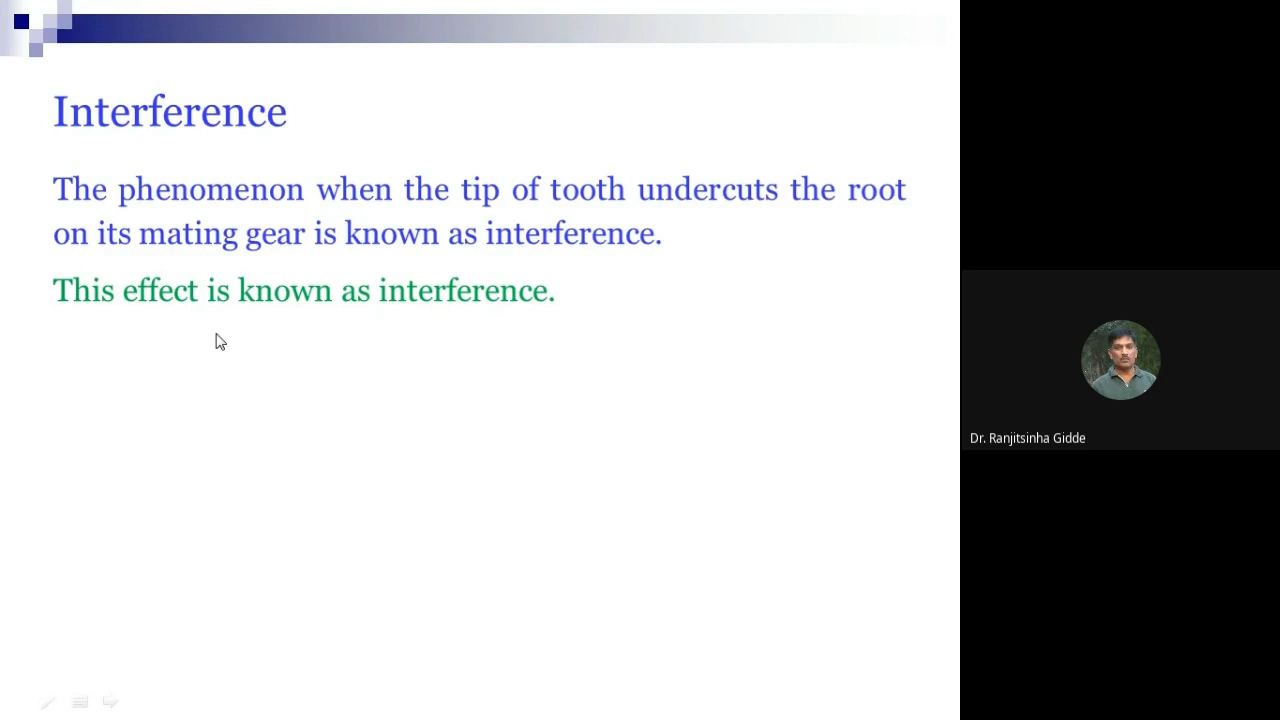 Interference
The phenomenon when the tip of tooth undercuts the root
on its mating gear is known as interference.
This effect is known as interference.
Dr. Ranjitsinha Gidde